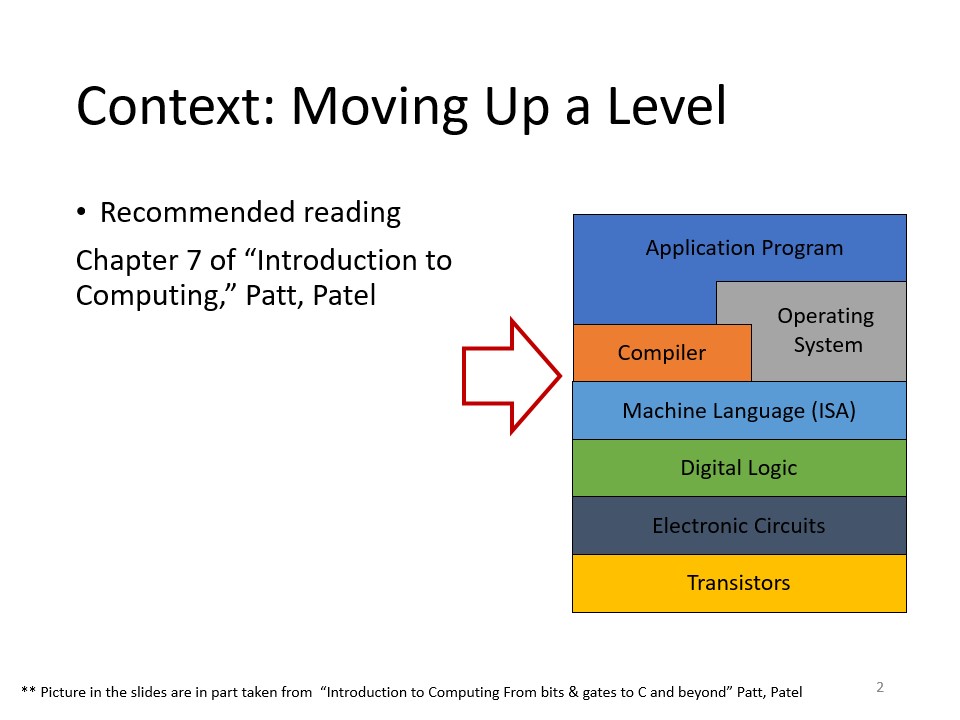 Context: Moving Up a Level
• Recommended reading
Chapter 7 of “Introduction to
Computing,” Patt, Patel
Application Program
Operating
System
Compiler
Machine Language (ISA)
Digital Logic
Electronic Circuits
Transistors
** Picture in the slides are in part taken from “Introduction to Computing From bits & gates to C and beyond” Patt, Patel
2